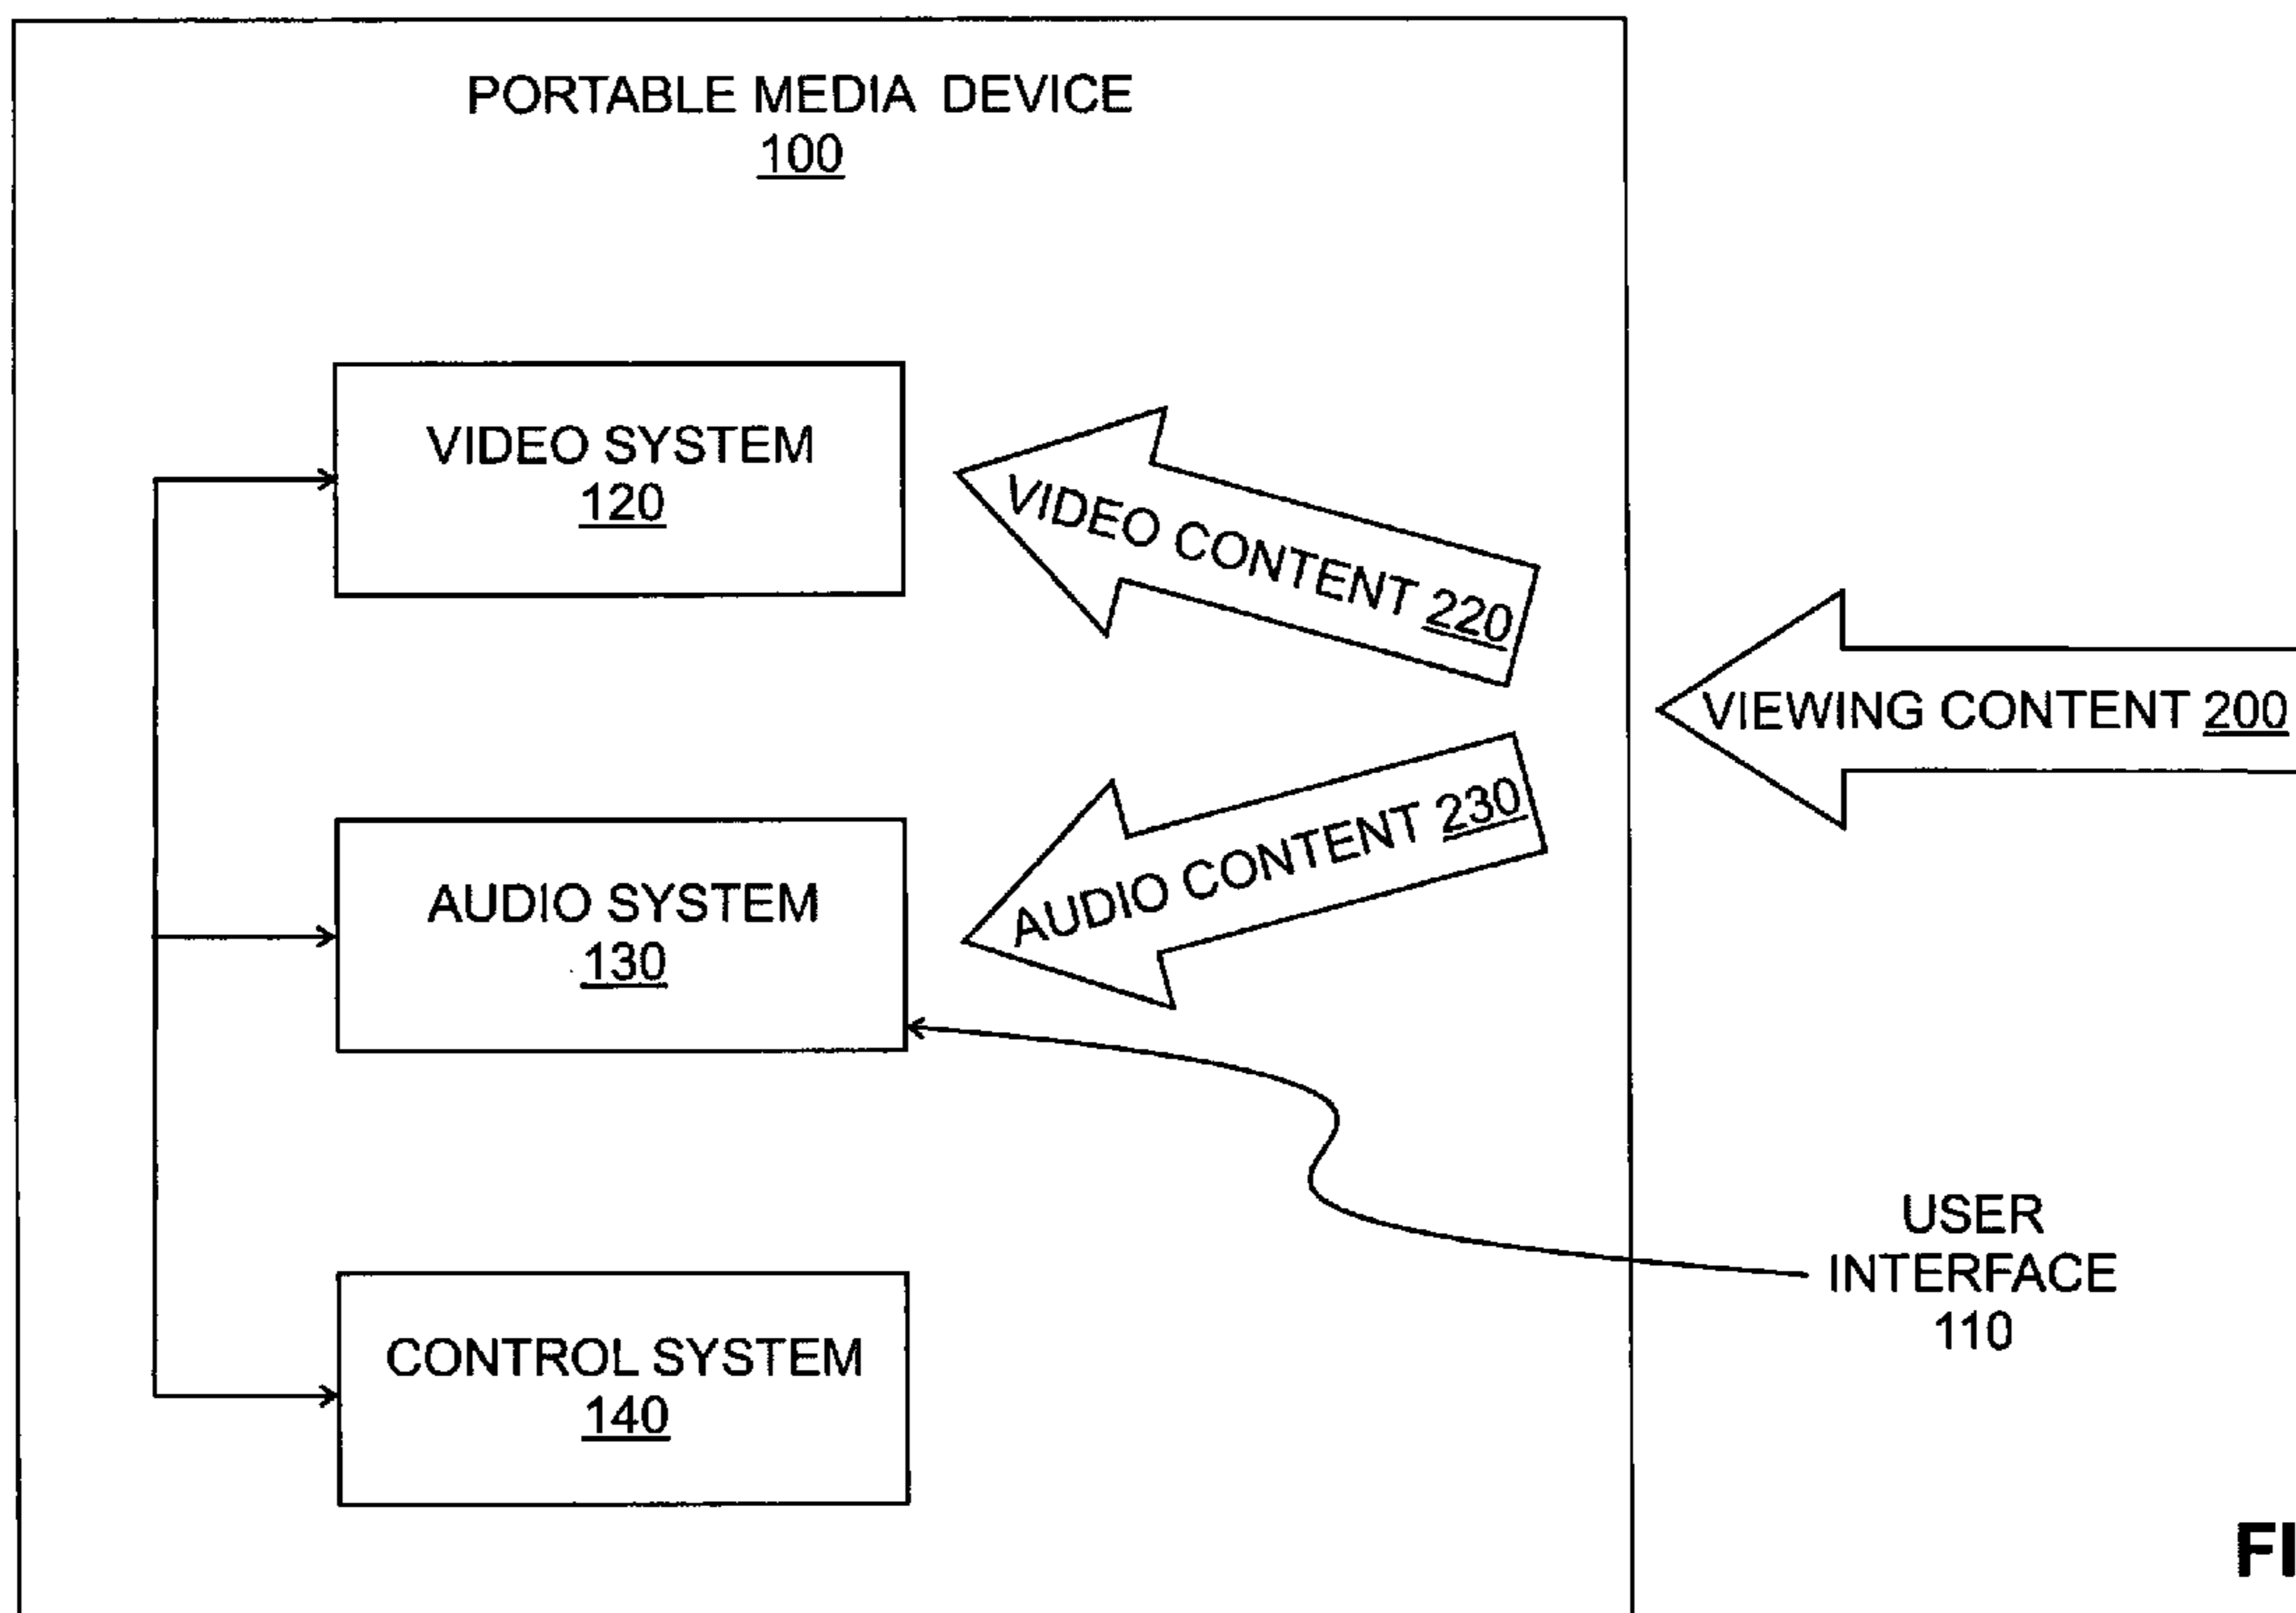 PORTABLE MEDIA DEVICE
100
VIDEO SYSTEM
120
VIDEO CONTENT 220
VIEWING CONTENT 200
AUDIO SYSTEM
130
AUDIO CONTENT 230
USER
INTERFACE
110
CONTROL SYSTEM
140
FI